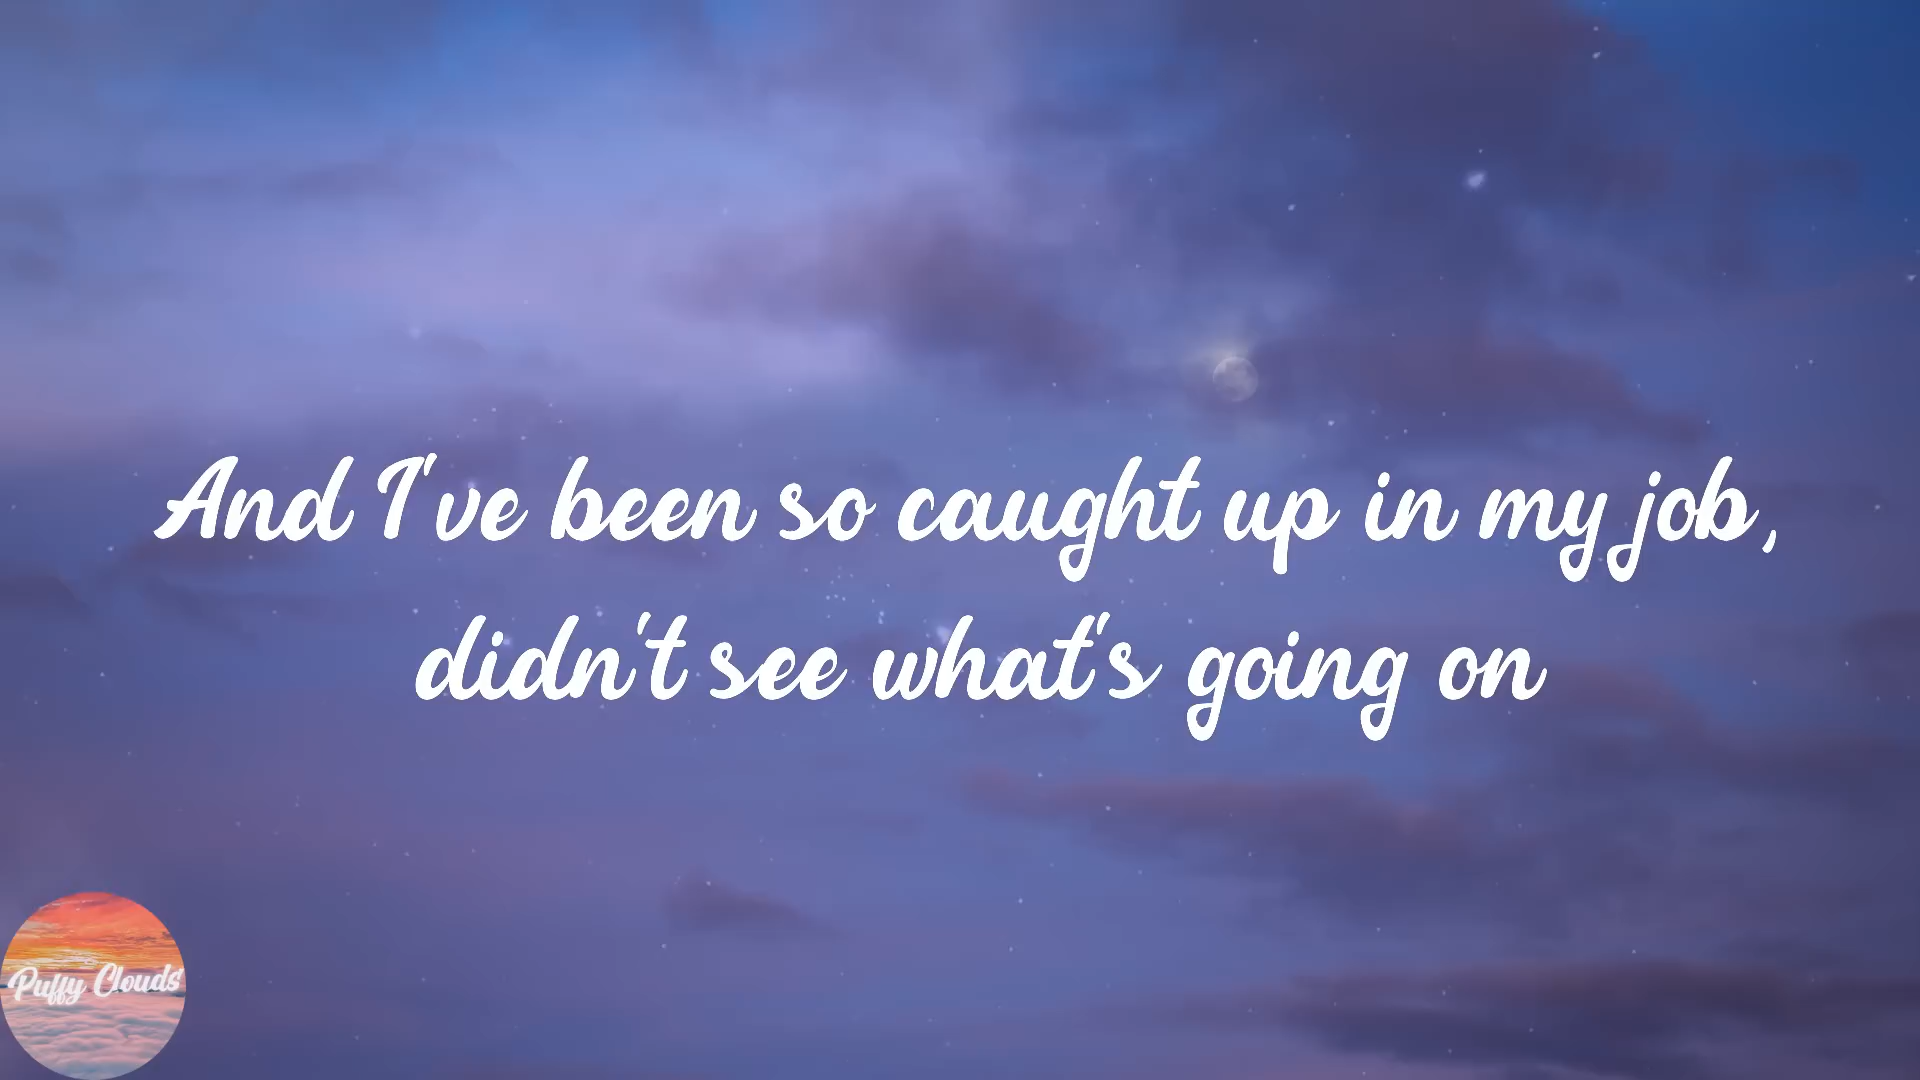 And I've been so caught up in my job,
didn't see what's going on
Puffy Clouds